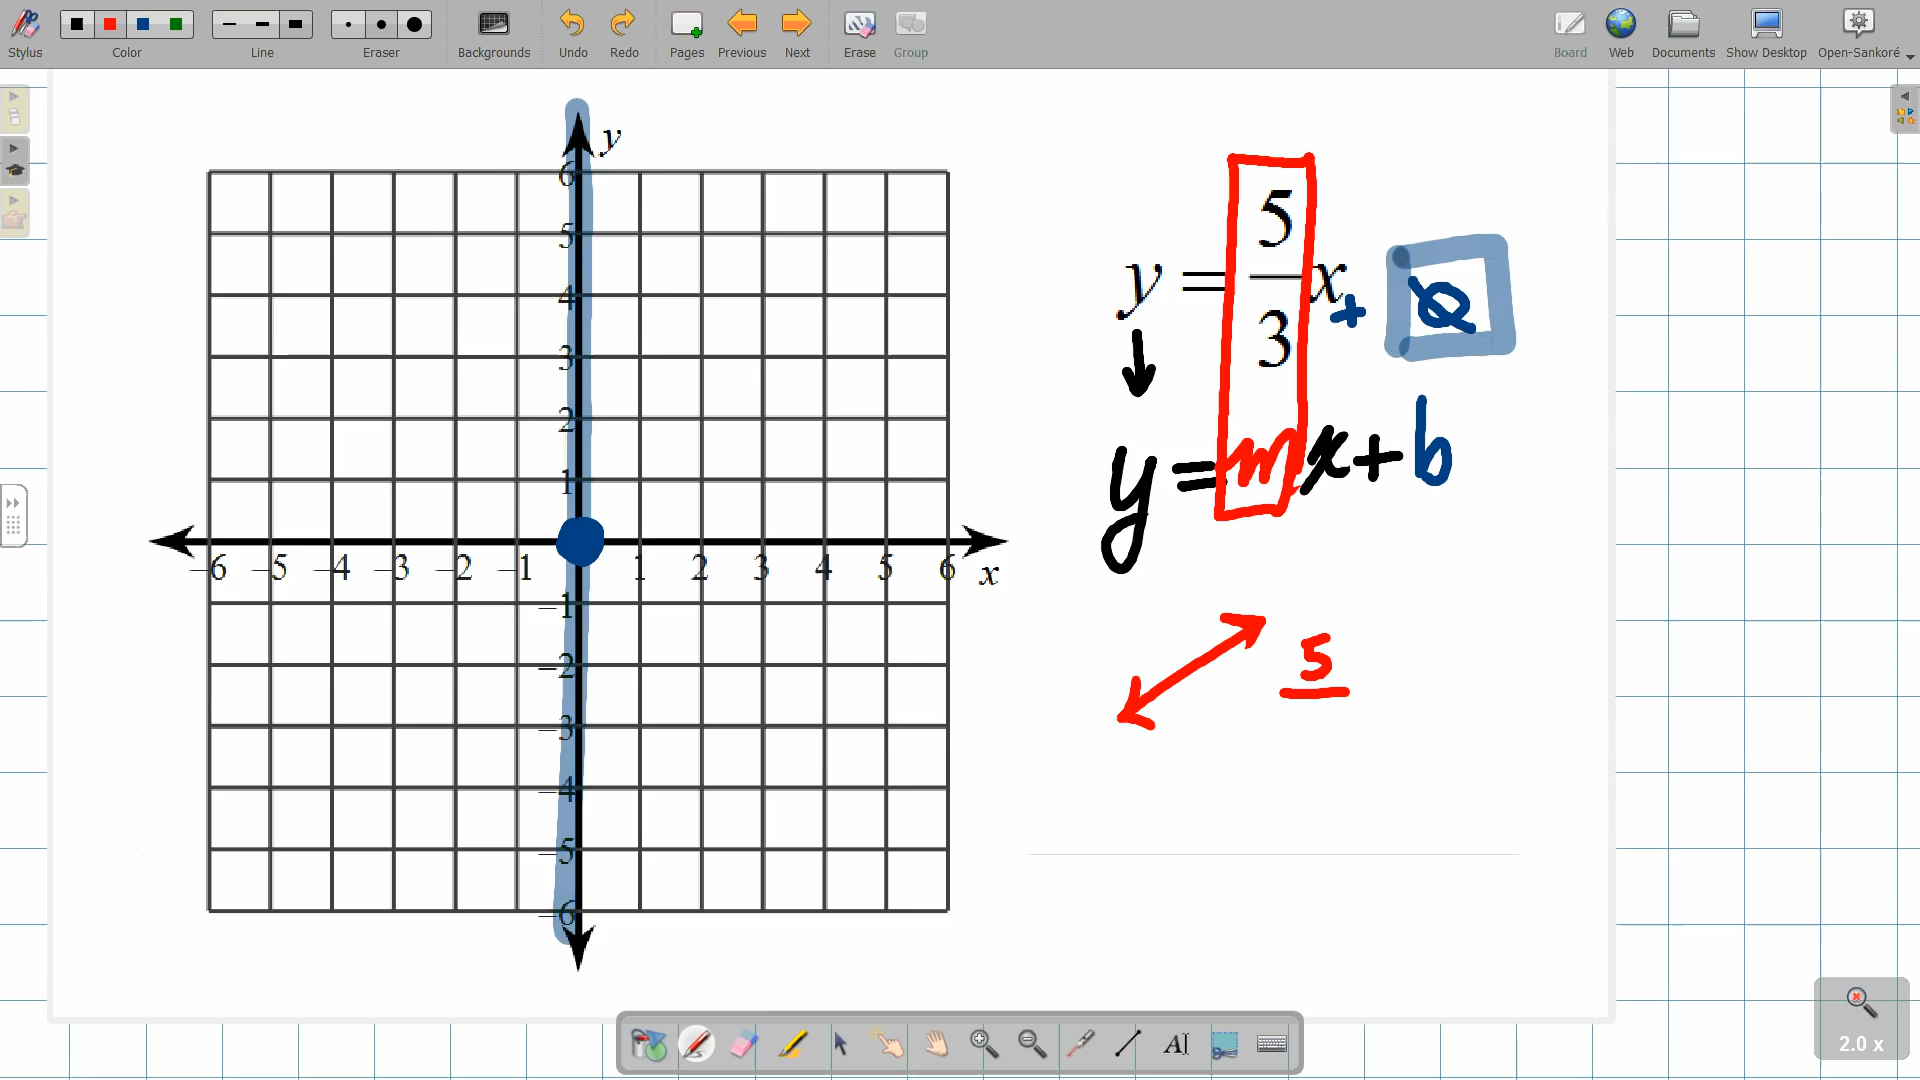 Stylus Color Line Eraser Backgrounds Undo Redo Pages Previous Next Erase Group Board Web Documents Show Desktop Open-Sankoré
y
6
5
4
3
2
1
−6 −5 −4 −3 −2 −1 1 2 3 4 5 6 x
−1
−2
−3
−4
−5
−6
y = 5/3 x + 0
y = mx + b
5
2.0 x